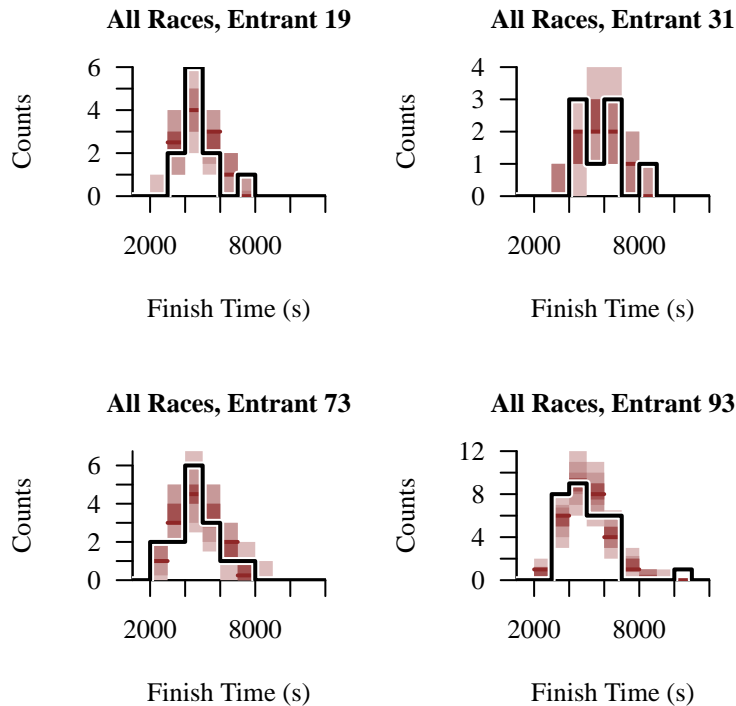 All Races, Entrant 19
Counts
0
2
4
6
2000
8000
Finish Time (s)
All Races, Entrant 31
Counts
0
1
2
3
4
2000
8000
Finish Time (s)
All Races, Entrant 73
Counts
0
2
4
6
2000
8000
Finish Time (s)
All Races, Entrant 93
Counts
0
4
8
12
2000
8000
Finish Time (s)